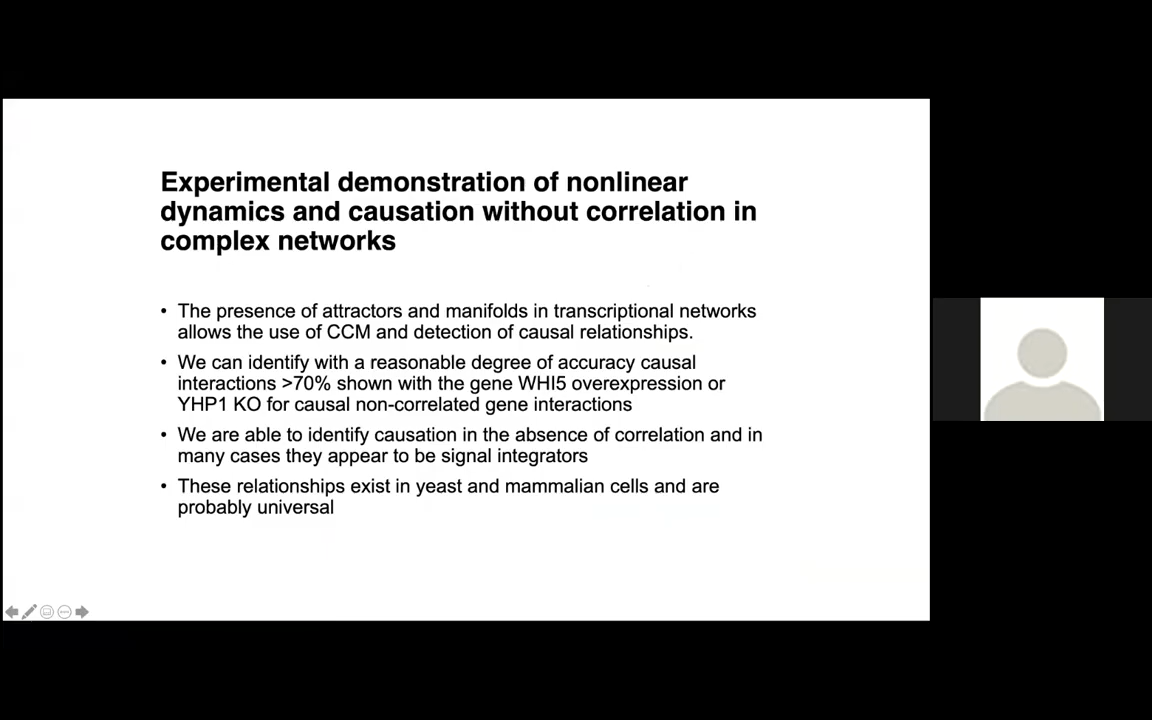 Experimental demonstration of nonlinear
dynamics and causation without correlation in
complex networks
• The presence of attractors and manifolds in transcriptional networks
allows the use of CCM and detection of causal relationships.
• We can identify with a reasonable degree of accuracy causal
interactions >70% shown with the gene WHI5 overexpression or
YHP1 KO for causal non-correlated gene interactions
• We are able to identify causation in the absence of correlation and in
many cases they appear to be signal integrators
• These relationships exist in yeast and mammalian cells and are
probably universal